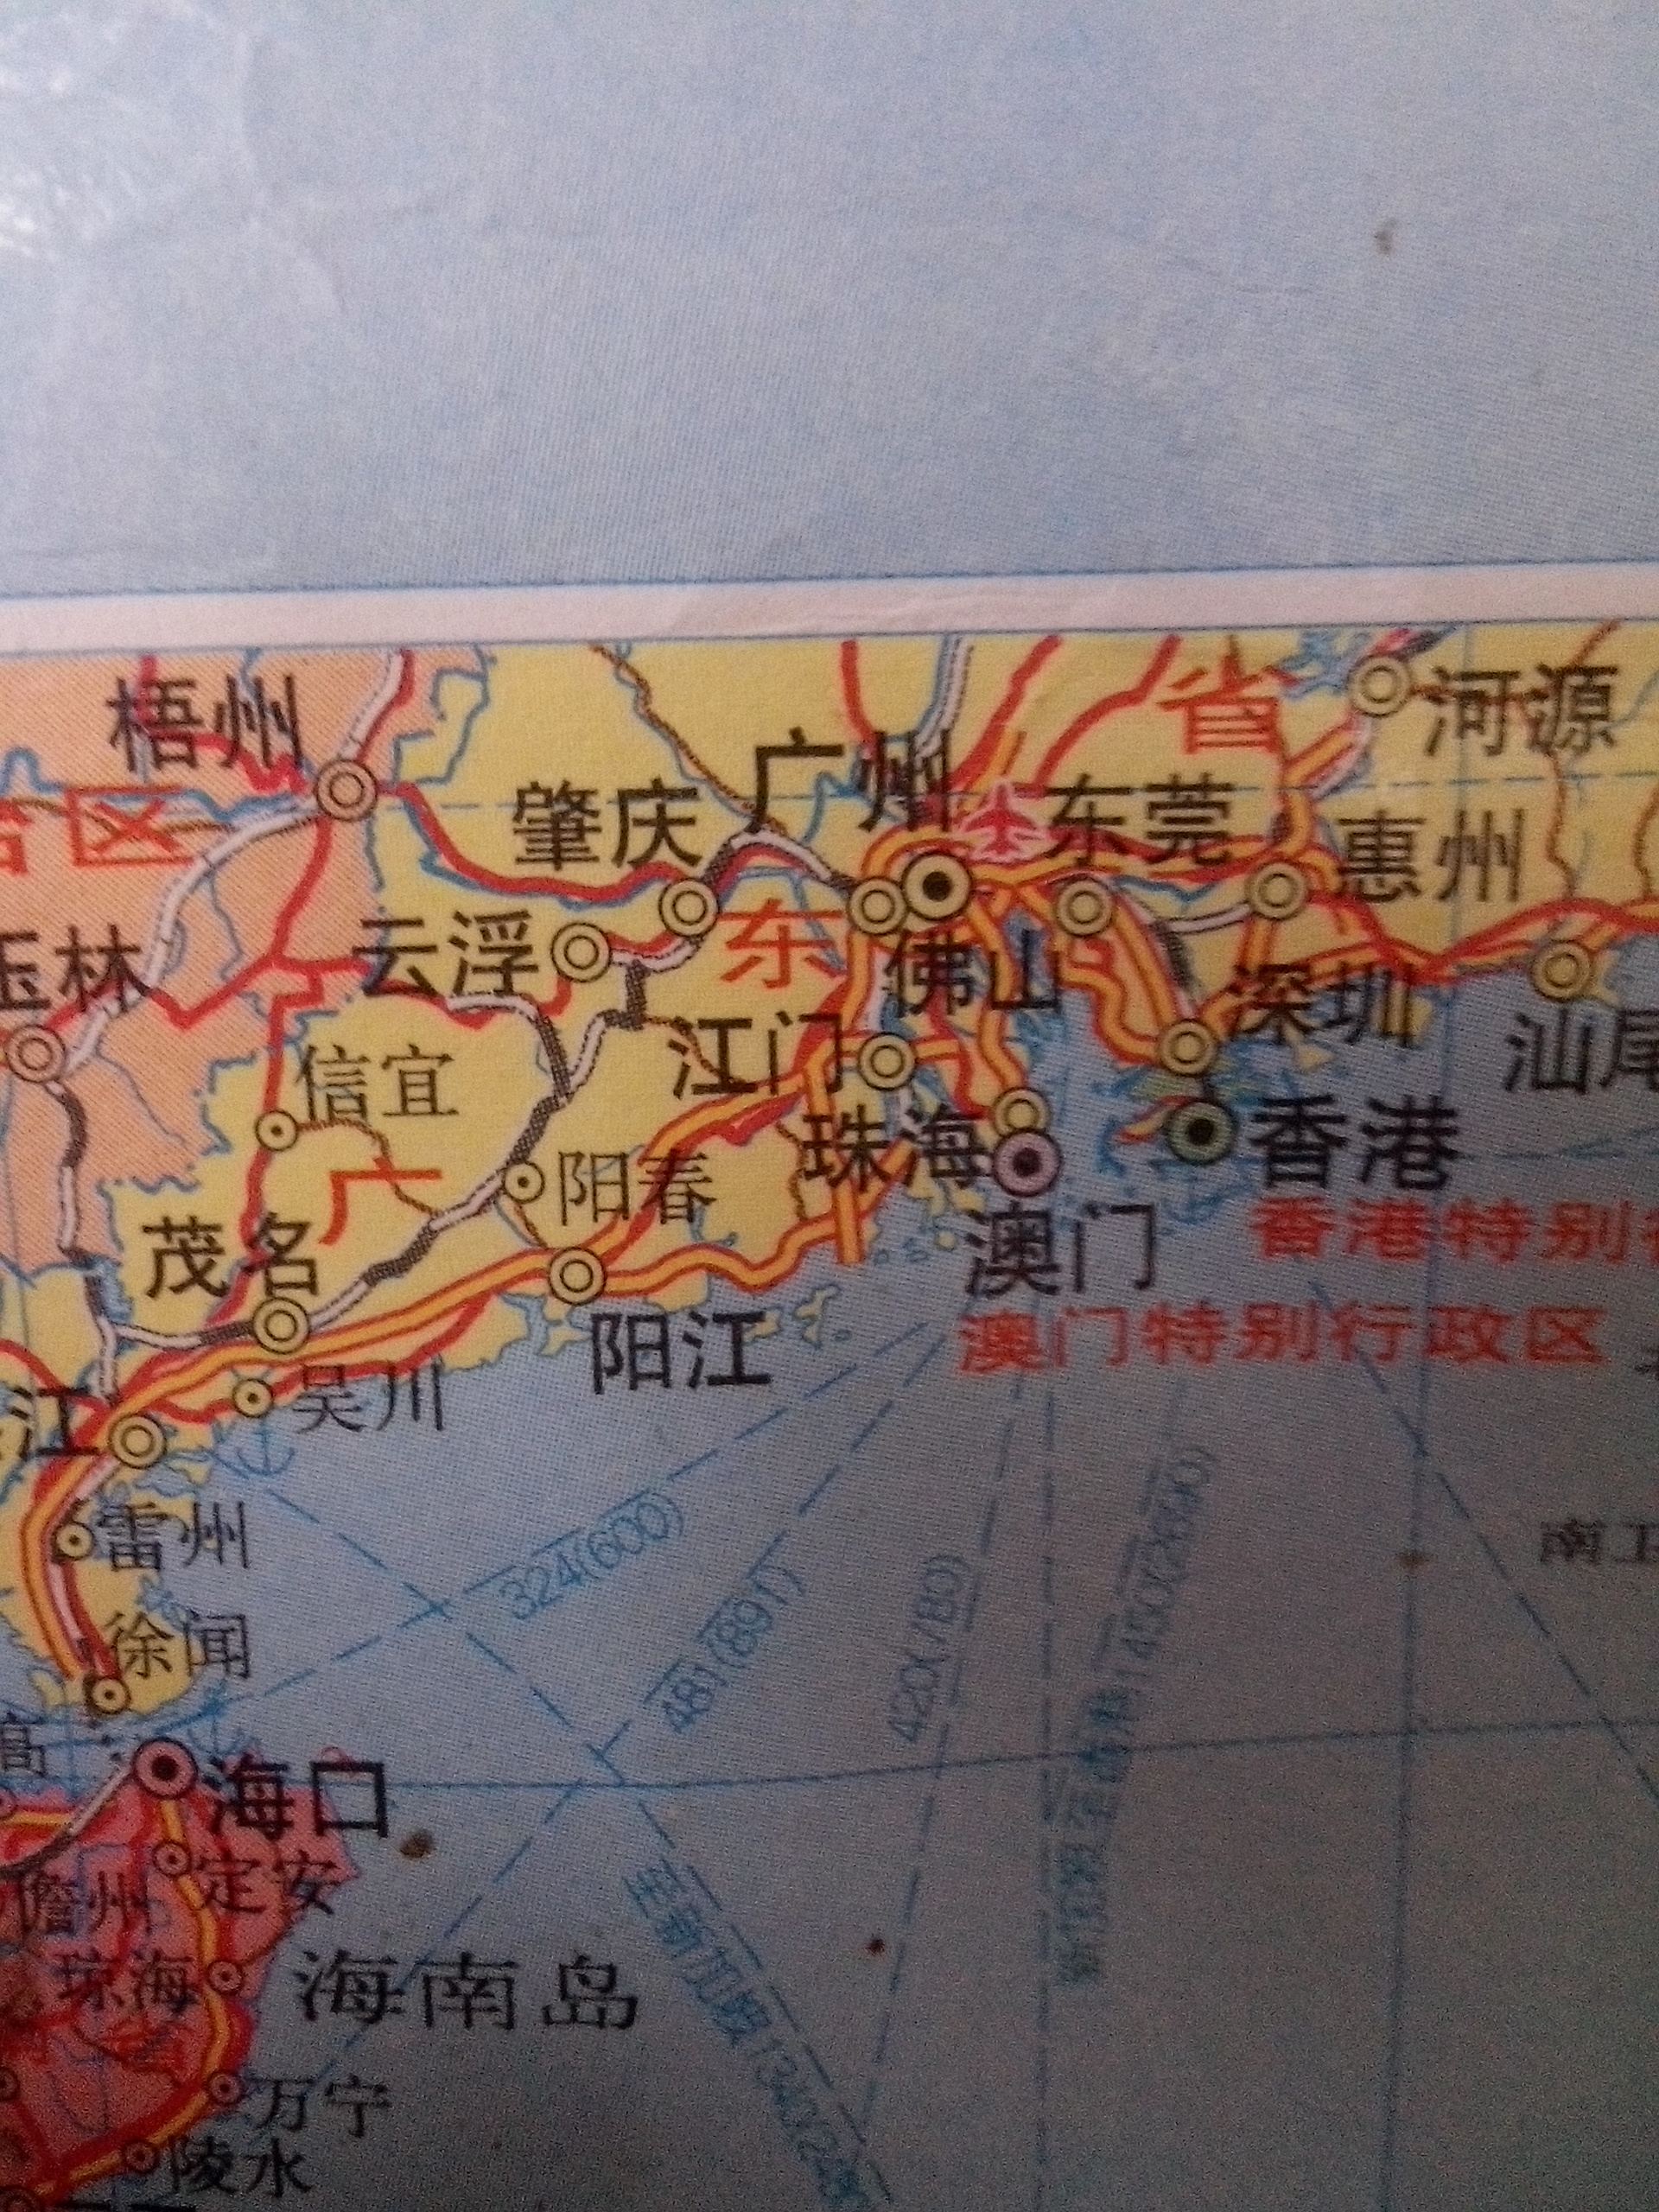 梧州
省
河源
广州
肇庆
东莞
惠州
区
云浮
东
佛山
深圳
玉林
江门
汕尾
信宜
珠海
香港
阳春
广
茂名
澳门
香港特别
澳门特别行政区
阳江
吴川
江
雷州
324(600)
481(891)
420(780)
徐闻
海口
定安
儋州
琼海
海南岛
万宁
陵水